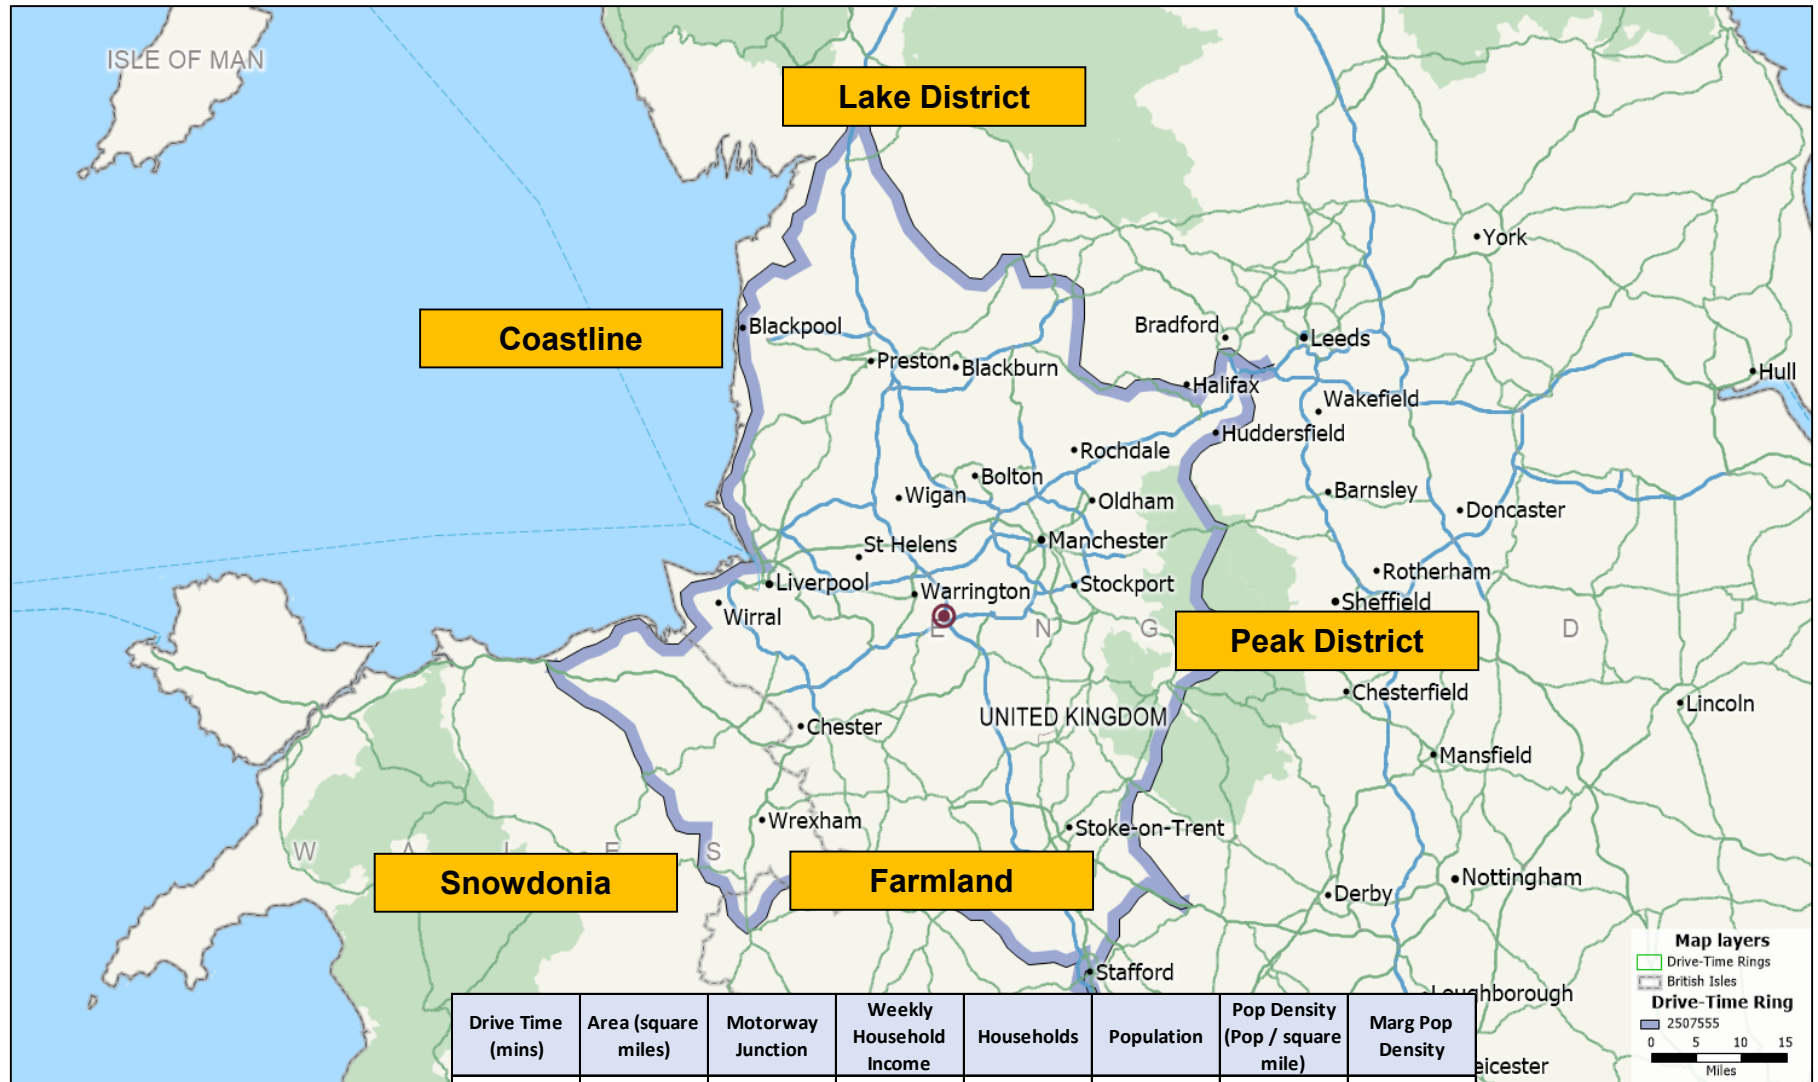 ISLE OF MAN
Lake District
York
Coastline
Blackpool
Bradford
Leeds
Preston
Blackburn
Halifax
Hull
Wakefield
Huddersfield
Rochdale
Bolton
Wigan
Oldham
Barnsley
Doncaster
St Helens
Manchester
Rotherham
Liverpool
Warrington
Stockport
Sheffield
Wirral
E N G D
Peak District
Chesterfield
Lincoln
Chester
UNITED KINGDOM
Mansfield
Wrexham
Stoke-on-Trent
W A L E S
Snowdonia
Farmland
Derby
Nottingham
Stafford
Map layers
Drive-Time Rings
British Isles
Drive-Time Ring
2507555
0 5 10 15
Miles
Loughborough
eicester
Drive Time
(mins)
Area (square
miles)
Motorway
Junction
Weekly
Household
Income
Households
Population
Pop Density
(Pop / square
mile)
Marg Pop
Density